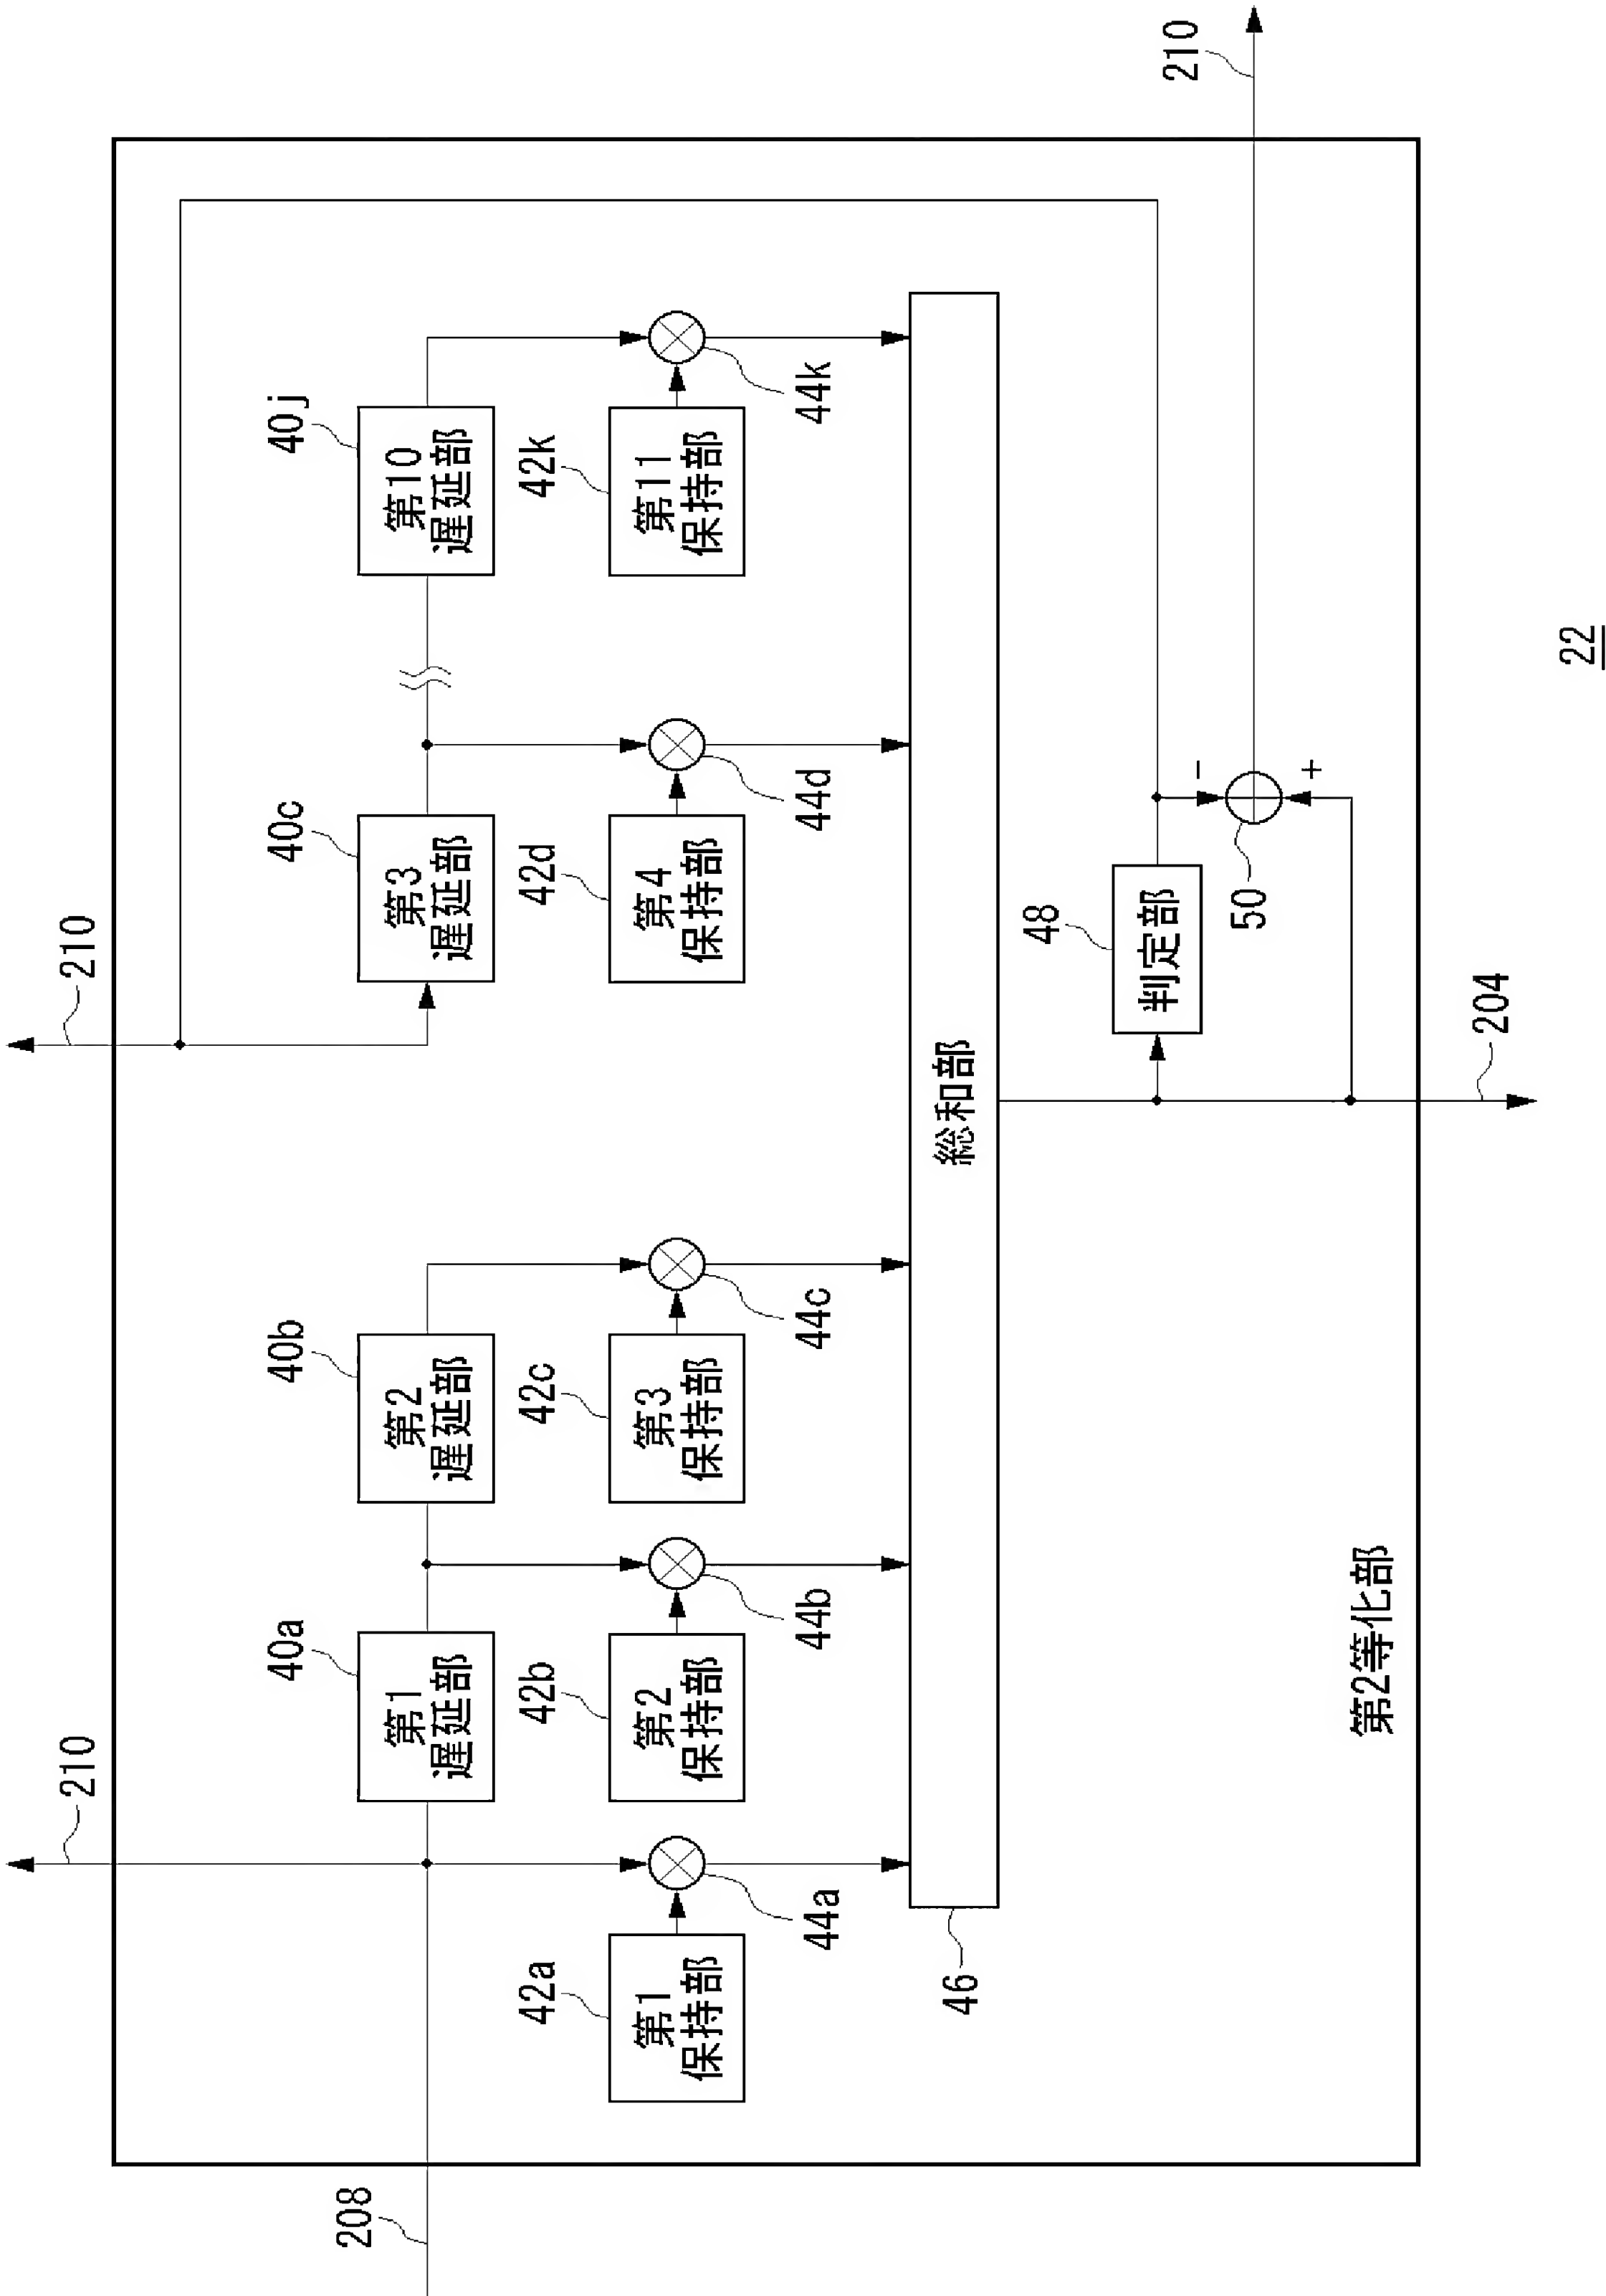 210
210
210
208
40a
40b
40c
40j
第1
遅延部
第2
遅延部
第3
遅延部
第10
遅延部
42a
42b
42c
42d
42k
第1
保持部
第2
保持部
第3
保持部
第4
保持部
第11
保持部
44a
44b
44c
44d
44k
46
総和部
48
判定部
-
+
50
204
第2等化部
22